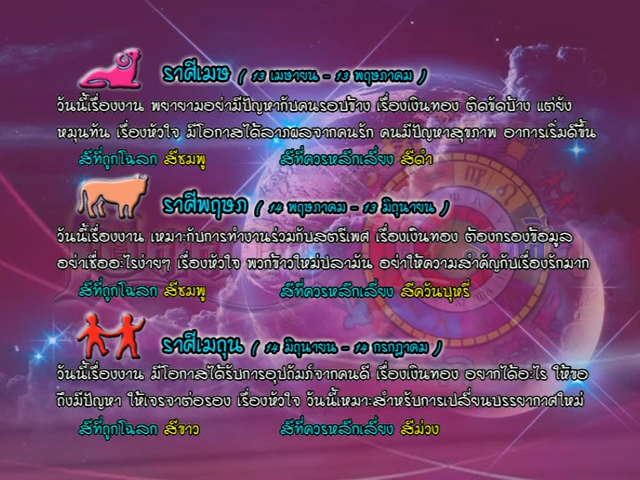 ราศีเมษ ( 13 เมษายน - 13 พฤษภาคม )
วันนี้เรื่องงาน พยายามอย่ามีปัญหากับคนรอบข้าง เรื่องเงินทอง ติดขัดบ้าง แต่ยัง
หมุนทัน เรื่องหัวใจ มีโอกาสได้ลาภผลจากคนรัก คนมีปัญหาสุขภาพ อาการเริ่มดีขึ้น
สีที่ถูกโฉลก สีชมพู สีที่ควรหลีกเลี่ยง สีดำ
ราศีพฤษภ ( 14 พฤษภาคม - 13 มิถุนายน )
วันนี้เรื่องงาน เหมาะกับการทำงานร่วมกับสตรีเพศ เรื่องเงินทอง ต้องกรองข้อมูล
อย่าเชื่ออะไรง่ายๆ เรื่องหัวใจ พวกข้าวใหม่ปลามัน อย่าให้ความสำคัญกับเรื่องรักมาก
สีที่ถูกโฉลก สีชมพู สีที่ควรหลีกเลี่ยง สีควันบุหรี่
ราศีเมถุน ( 14 มิถุนายน - 14 กรกฎาคม )
วันนี้เรื่องงาน มีโอกาสได้รับการอุปถัมภ์จากคนดี เรื่องเงินทอง อยากได้อะไร ให้ขอ
ถึงมีปัญหา ให้เจรจาต่อรอง เรื่องหัวใจ วันนี้เหมาะสำหรับการเปลี่ยนบรรยากาศใหม่
สีที่ถูกโฉลก สีขาว สีที่ควรหลีกเลี่ยง สีม่วง